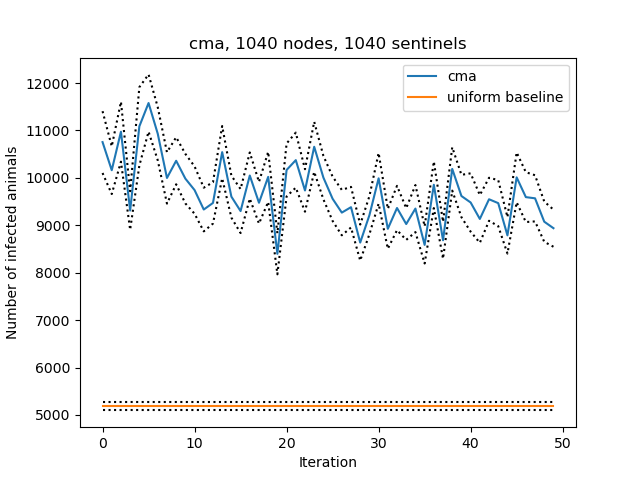 cma, 1040 nodes, 1040 sentinels
cma
uniform baseline
Number of infected animals
12000
11000
10000
9000
8000
7000
6000
5000
0
10
20
30
40
50
Iteration